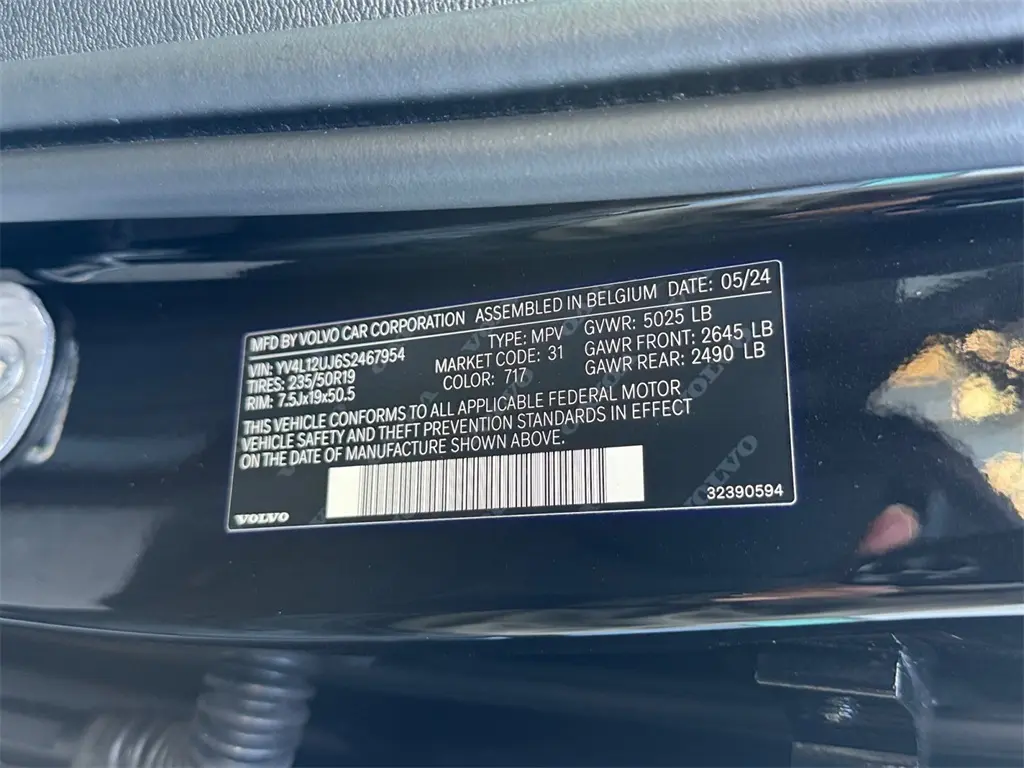 MFD BY VOLVO CAR CORPORATION ASSEMBLED IN BELGIUM DATE: 05/24
VIN: YV4L12UJ6S2467954 TYPE: MPV GVWR: 5025 LB
TIRES: 235/50R19 MARKET CODE: 31 GAWR FRONT: 2645 LB
RIM: 7.5Jx19x50.5 COLOR: 717 GAWR REAR: 2490 LB
THIS VEHICLE CONFORMS TO ALL APPLICABLE FEDERAL MOTOR
VEHICLE SAFETY AND THEFT PREVENTION STANDARDS IN EFFECT
ON THE DATE OF MANUFACTURE SHOWN ABOVE.
VOLVO 32390594